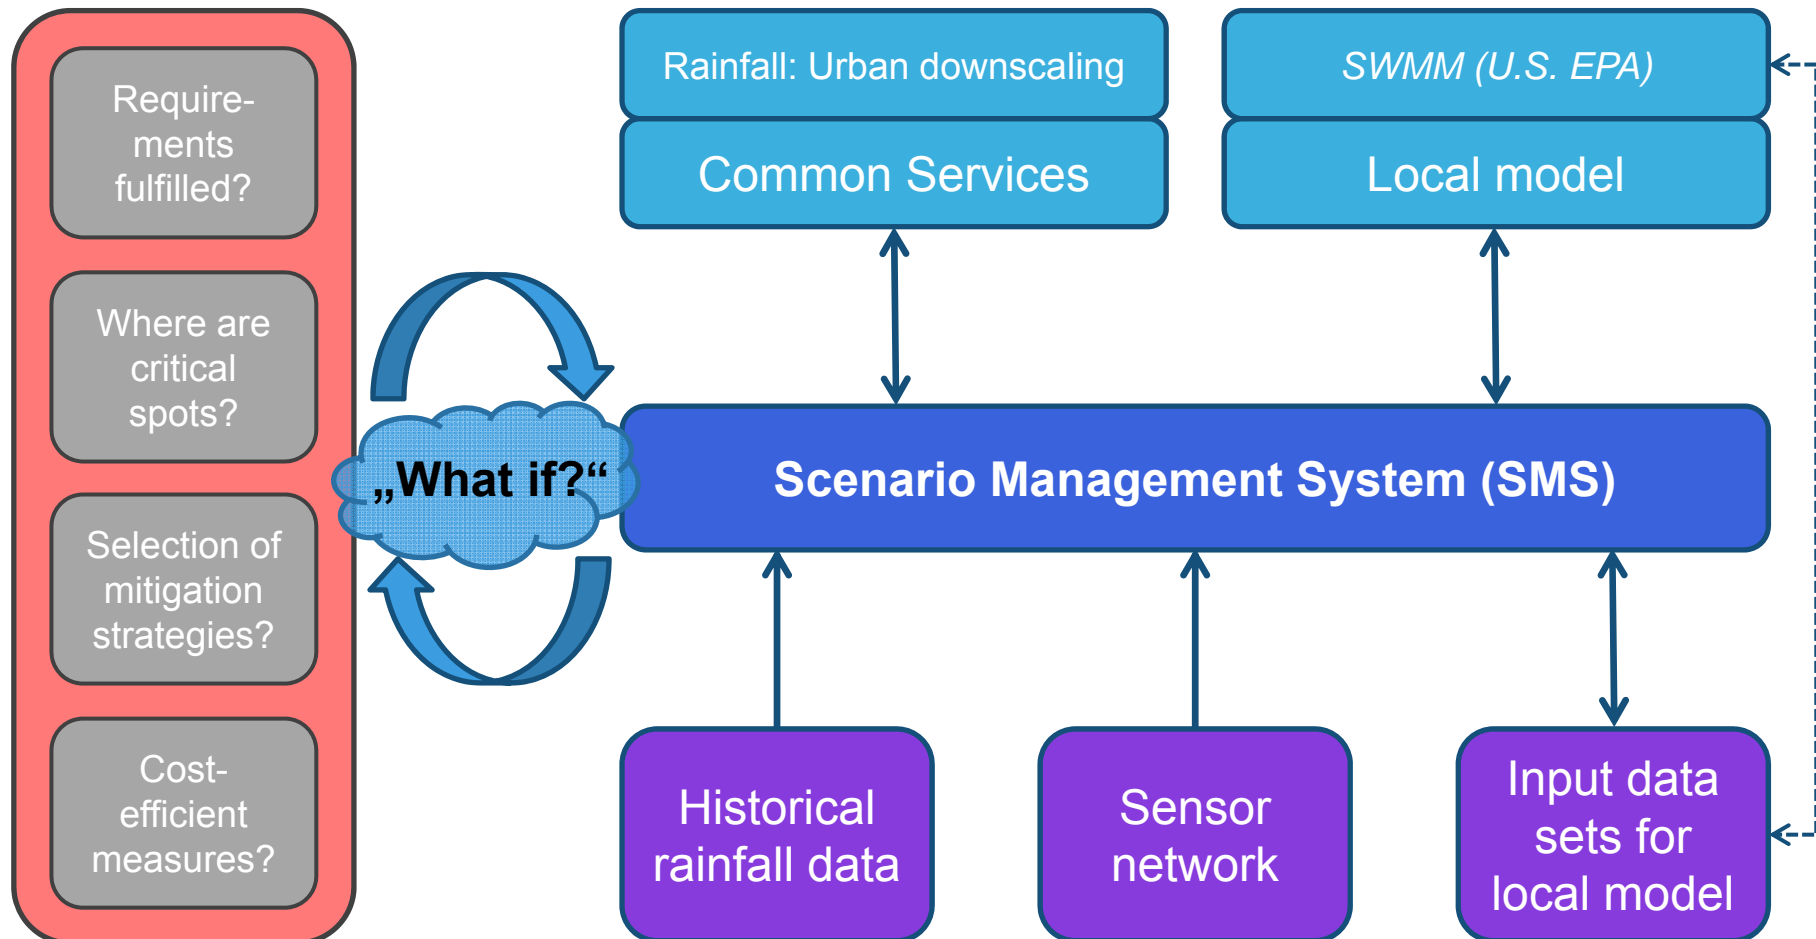 Require-
ments
fulfilled?
Where are
critical
spots?
Selection of
mitigation
strategies?
Cost-
efficient
measures?
„What if?“
Rainfall: Urban downscaling
Common Services
SWMM (U.S. EPA)
Local model
Scenario Management System (SMS)
Historical
rainfall data
Sensor
network
Input data
sets for
local model